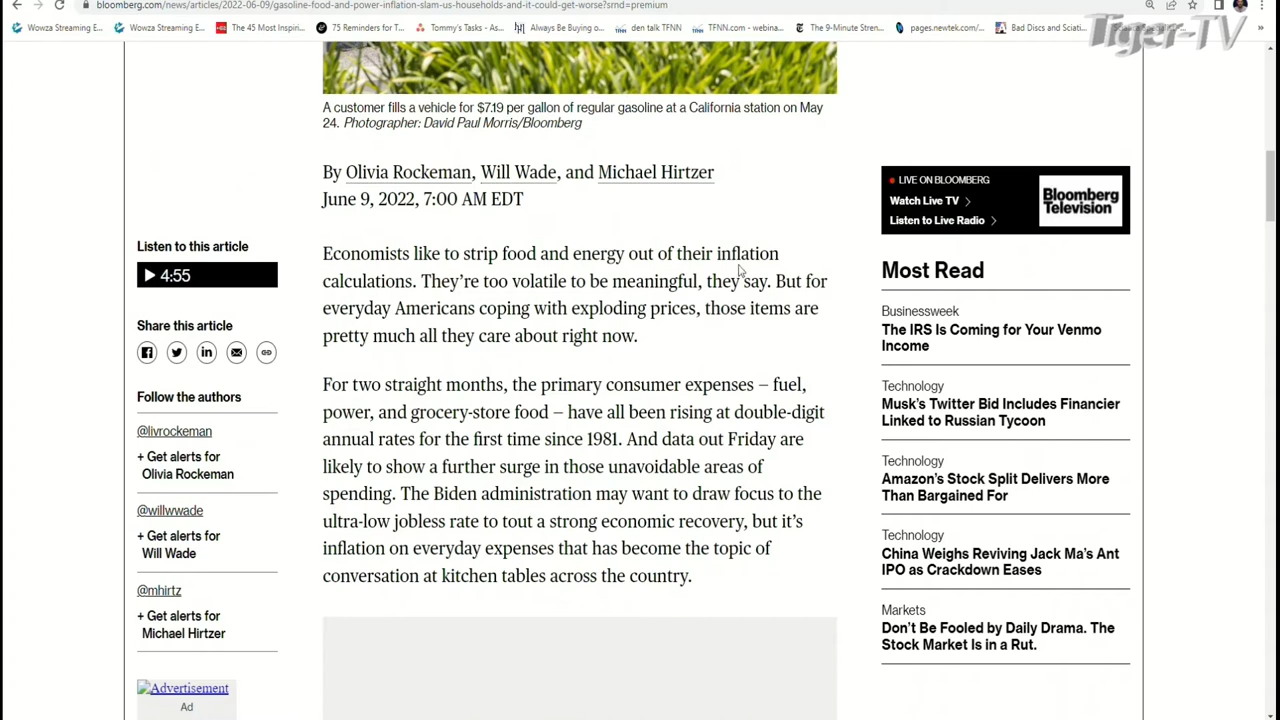 bloomberg.com/news/articles/2022-06-09/gasoline-food-and-power-inflation-slam-us-households-and-it-could-get-worse?srnd=premium
Wowza Streaming E...
Wowza Streaming E...
The 45 Most Inspiri...
75 Reminders for T...
Tommy's Tasks - As...
Always Be Buying o...
den talk TFNN
TFNN.com - webina...
The 9-Minute Stren...
pages.newtek.com/...
Bad Discs and Sciati...
Tiger-TV
A customer fills a vehicle for $7.19 per gallon of regular gasoline at a California station on May
24. Photographer: David Paul Morris/Bloomberg
By Olivia Rockeman, Will Wade, and Michael Hirtzer
June 9, 2022, 7:00 AM EDT
Listen to this article
4:55
Share this article
Follow the authors
@livrockeman
+ Get alerts for
Olivia Rockeman
@willwwade
+ Get alerts for
Will Wade
@mhirtz
+ Get alerts for
Michael Hirtzer
Advertisement
Ad
Economists like to strip food and energy out of their inflation
calculations. They're too volatile to be meaningful, they say. But for
everyday Americans coping with exploding prices, those items are
pretty much all they care about right now.
For two straight months, the primary consumer expenses – fuel,
power, and grocery-store food – have all been rising at double-digit
annual rates for the first time since 1981. And data out Friday are
likely to show a further surge in those unavoidable areas of
spending. The Biden administration may want to draw focus to the
ultra-low jobless rate to tout a strong economic recovery, but it's
inflation on everyday expenses that has become the topic of
conversation at kitchen tables across the country.
LIVE ON BLOOMBERG
Watch Live TV
Listen to Live Radio
Bloomberg
Television
Most Read
Businessweek
The IRS Is Coming for Your Venmo
Income
Technology
Musk's Twitter Bid Includes Financier
Linked to Russian Tycoon
Technology
Amazon's Stock Split Delivers More
Than Bargained For
Technology
China Weighs Reviving Jack Ma's Ant
IPO as Crackdown Eases
Markets
Don't Be Fooled by Daily Drama. The
Stock Market Is in a Rut.